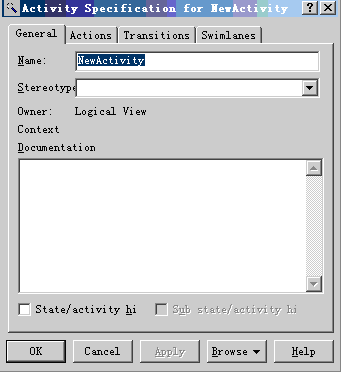 Activity Specification for NewActivity
General Actions Transitions Swimlanes
Name: NewActivity
Stereotype
Owner: Logical View
Context
Documentation
State/activity hi Sub state/activity hi
OK Cancel Apply Browse Help